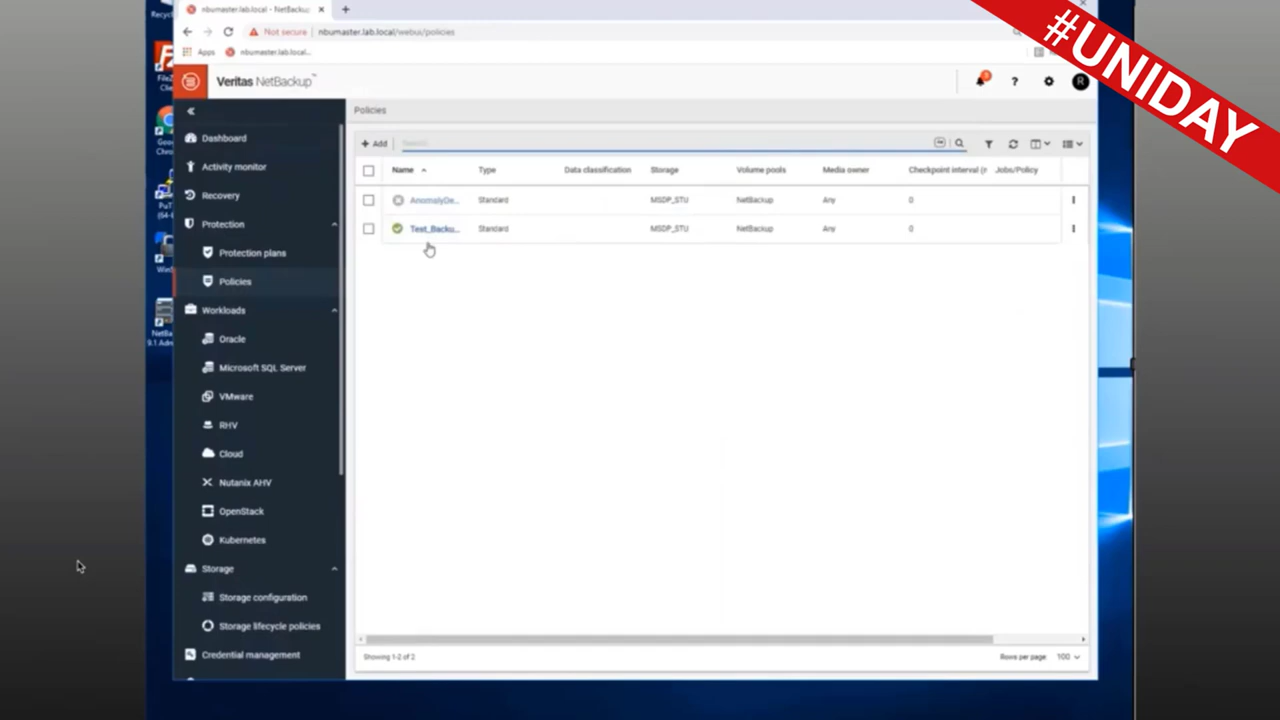 nbumaster.lab.local - NetBackup
Not secure
nbumaster.lab.local/webui/policies
Apps
nbumaster.lab.local...
Veritas NetBackup™
R
#UNIDAY
Dashboard
Activity monitor
Recovery
Protection
Protection plans
Policies
Workloads
Oracle
Microsoft SQL Server
VMware
RHV
Cloud
Nutanix AHV
OpenStack
Kubernetes
Storage
Storage configuration
Storage lifecycle policies
Credential management
Policies
+ Add
Search...
Name Type Data classification Storage Volume pools Media owner Checkpoint interval (r Jobs/Policy
AnomalyDe... Standard MSDP_STU NetBackup Any 0
Test_Backu... Standard MSDP_STU NetBackup Any 0
Showing 1-2 of 2
Rows per page 100